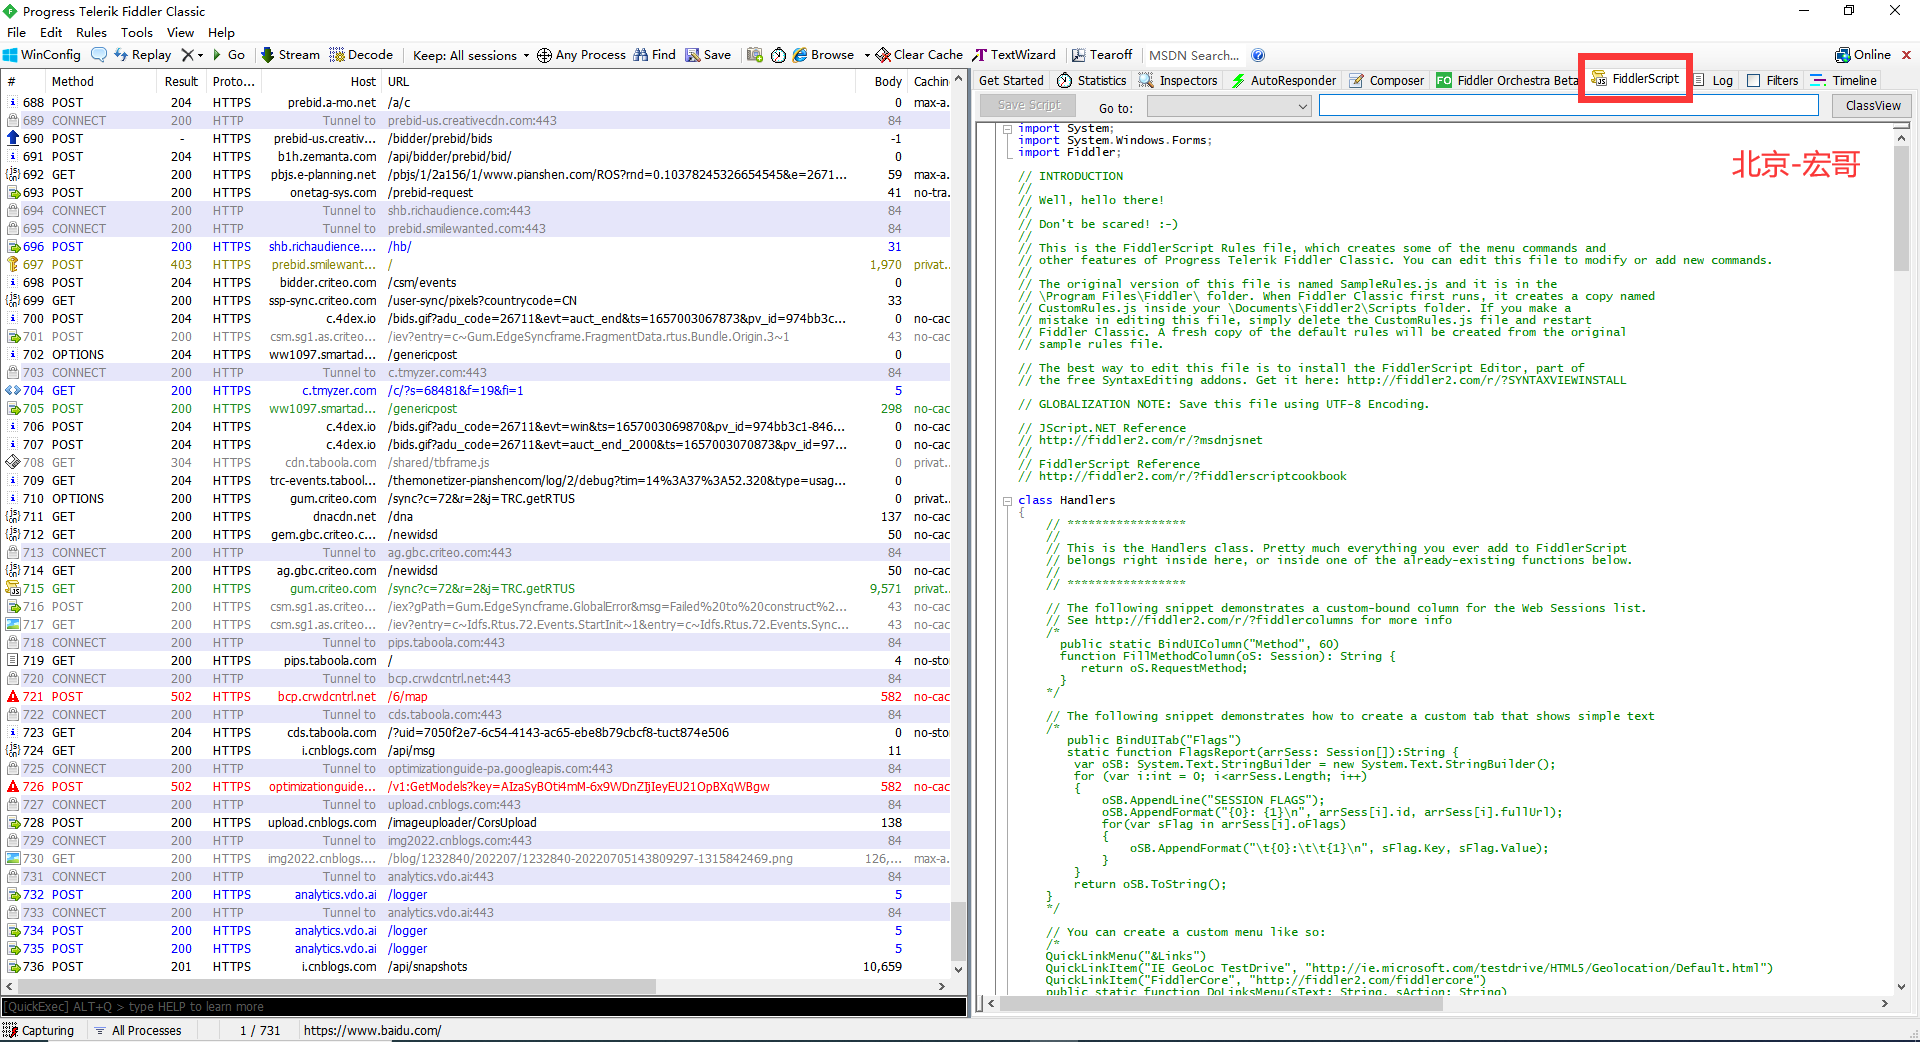 Progress Telerik Fiddler Classic
File Edit Rules Tools View Help
WinConfig Replay Go Stream Decode Keep: All sessions Any Process Find Save Browse Clear Cache TextWizard Tearoff MSDN Search... Online
# Method Result Proto... Host URL Body Cachin
688 POST 204 HTTPS prebid.a-mo.net /a/c 0 max-a..
689 CONNECT 200 HTTP Tunnel to prebid-us.creativecdn.com:443 84
690 POST - HTTPS prebid-us.creativ... /bidder/prebid/bids -1
691 POST 204 HTTPS b1h.zemanta.com /api/bidder/prebid/bid/ 0
692 GET 200 HTTPS pbjs.e-planning.net /pbjs/1/2a156/1/www.pianshen.com/ROS?rnd=0.10378245326654545&e=2671... 59 max-a..
693 POST 200 HTTPS onetag-sys.com /prebid-request 41 no-tra..
694 CONNECT 200 HTTP Tunnel to shb.richaudience.com:443 84
695 CONNECT 200 HTTP Tunnel to prebid.smilewanted.com:443 84
696 POST 200 HTTPS shb.richaudience.... /hb/ 31
697 POST 403 HTTPS prebid.smilewant... / 1,970 privat..
698 POST 204 HTTPS bidder.criteo.com /csm/events 0
699 GET 200 HTTPS ssp-sync.criteo.com /user-sync/pixels?countrycode=CN 33
700 POST 204 HTTPS c.4dex.io /bids.gif?adu_code=26711&evt=auct_end&ts=1657003067873&pv_id=974bb3c... 0 no-cac
701 POST 200 HTTPS csm.sg1.as.criteo... /iev?entry=c~Gum.EdgeSyncframe.FragmentData.rtus.Bundle.Origin.3~1 43 no-cac
702 OPTIONS 204 HTTPS ww1097.smartad... /genericpost 0
703 CONNECT 200 HTTP Tunnel to c.tmyzer.com:443 84
704 GET 200 HTTPS c.tmyzer.com /c/?s=68481&f=19&fi=1 5
705 POST 200 HTTPS ww1097.smartad... /genericpost 298 no-cac
706 POST 204 HTTPS c.4dex.io /bids.gif?adu_code=26711&evt=win&ts=1657003069870&pv_id=974bb3c1-846... 0 no-cac
707 POST 204 HTTPS c.4dex.io /bids.gif?adu_code=26711&evt=auct_end_2000&ts=1657003070873&pv_id=97... 0 no-cac
708 GET 304 HTTPS cdn.taboola.com /shared/tbframe.js 0 privat..
709 GET 204 HTTPS trc-events.tabool... /themonetizer-pianshencom/log/2/debug?tim=14%3A37%3A52.320&type=usag... 0
710 OPTIONS 200 HTTPS gum.criteo.com /sync?c=72&r=2&j=TRC.getRTUS 0 privat..
711 GET 200 HTTPS dnacdn.net /dna 137 no-cac
712 GET 200 HTTPS gem.gbc.criteo.c... /newidsd 50 no-cac
713 CONNECT 200 HTTP Tunnel to ag.gbc.criteo.com:443 84
714 GET 200 HTTPS ag.gbc.criteo.com /newidsd 50 no-cac
715 GET 200 HTTPS gum.criteo.com /sync?c=72&r=2&j=TRC.getRTUS 9,571 privat..
716 POST 200 HTTPS csm.sg1.as.criteo... /iex?gPath=Gum.EdgeSyncframe.GlobalError&msg=Failed%20to%20construct%2... 43 no-cac
717 GET 200 HTTPS csm.sg1.as.criteo... /iev?entry=c~Idfs.Rtus.72.Events.StartInit~1&entry=c~Idfs.Rtus.72.Events.Sync... 43 no-cac
718 CONNECT 200 HTTP Tunnel to pips.taboola.com:443 84
719 GET 200 HTTPS pips.taboola.com / 4 no-sto
720 CONNECT 200 HTTP Tunnel to bcp.crwdcntrl.net:443 84
721 POST 502 HTTPS bcp.crwdcntrl.net /6/map 582 no-cac
722 CONNECT 200 HTTP Tunnel to cds.taboola.com:443 84
723 GET 204 HTTPS cds.taboola.com /?uid=7050f2e7-6c54-4143-ac65-ebe8b79cbcf8-tuct874e506 0 no-sto
724 GET 200 HTTPS i.cnblogs.com /api/msg 11
725 CONNECT 200 HTTP Tunnel to optimizationguide-pa.googleapis.com:443 84
726 POST 502 HTTPS optimizationguide... /v1:GetModels?key=AIzaSyBOti4mM-6x9WDnZIjIeyEU21OpBXqWBgw 582 no-cac
727 CONNECT 200 HTTP Tunnel to upload.cnblogs.com:443 84
728 POST 200 HTTPS upload.cnblogs.com /imageuploader/CorsUpload 138
729 CONNECT 200 HTTP Tunnel to img2022.cnblogs.com:443 84
730 GET 200 HTTPS img2022.cnblogs.... /blog/1232840/202207/1232840-20220705143809297-1315842469.png 126,... max-a..
731 CONNECT 200 HTTP Tunnel to analytics.vdo.ai:443 84
732 POST 200 HTTPS analytics.vdo.ai /logger 5
733 CONNECT 200 HTTP Tunnel to analytics.vdo.ai:443 84
734 POST 200 HTTPS analytics.vdo.ai /logger 5
735 POST 200 HTTPS analytics.vdo.ai /logger 5
736 POST 201 HTTPS i.cnblogs.com /api/snapshots 10,659
[QuickExec] ALT+Q > type HELP to learn more
Capturing All Processes 1 / 731 https://www.baidu.com/
Get Started Statistics Inspectors AutoResponder Composer FO Fiddler Orchestra Beta FiddlerScript Log Filters Timeline
Save Script Go to: ClassView
北京-宏哥
import System;
import System.Windows.Forms;
import Fiddler;
// INTRODUCTION
//
// Well, hello there!
//
// Don't be scared! :-)
//
// This is the FiddlerScript Rules file, which creates some of the menu commands and
// other features of Progress Telerik Fiddler Classic. You can edit this file to modify or add new commands.
//
// The original version of this file is named SampleRules.js and it is in the
// \Program Files\Fiddler\ folder. When Fiddler Classic first runs, it creates a copy named
// CustomRules.js inside your \Documents\Fiddler2\Scripts folder. If you make a
// mistake in editing this file, simply delete the CustomRules.js file and restart
// Fiddler Classic. A fresh copy of the default rules will be created from the original
// sample rules file.
// The best way to edit this file is to install the FiddlerScript Editor, part of
// the free SyntaxEditing addons. Get it here: http://fiddler2.com/r/?SYNTAXVIEWINSTALL
// GLOBALIZATION NOTE: Save this file using UTF-8 Encoding.
// JScript.NET Reference
// http://fiddler2.com/r/?msdnjsnet
//
// FiddlerScript Reference
// http://fiddler2.com/r/?fiddlerscriptcookbook
class Handlers
{
// *****************
//
// This is the Handlers class. Pretty much everything you ever add to FiddlerScript
// belongs right inside here, or inside one of the already-existing functions below.
//
// *****************
// The following snippet demonstrates a custom-bound column for the Web Sessions list.
// See http://fiddler2.com/r/?fiddlercolumns for more info
/*
public static BindUIColumn("Method", 60)
function FillMethodColumn(oS: Session): String {
return oS.RequestMethod;
}
*/
// The following snippet demonstrates how to create a custom tab that shows simple text
/*
public BindUITab("Flags")
static function FlagsReport(arrSess: Session[]):String {
var oSB: System.Text.StringBuilder = new System.Text.StringBuilder();
for (var i:int = 0; i<arrSess.Length; i++)
{
oSB.AppendLine("SESSION FLAGS");
oSB.AppendFormat("{0}: {1}\n", arrSess[i].id, arrSess[i].fullUrl);
for(var sFlag in arrSess[i].oFlags)
{
oSB.AppendFormat("\t{0}:\t\t{1}\n", sFlag.Key, sFlag.Value);
}
}
return oSB.ToString();
}
*/
// You can create a custom menu like so:
/*
QuickLinkMenu("&Links")
QuickLinkItem("IE GeoLoc TestDrive", "http://ie.microsoft.com/testdrive/HTML5/Geolocation/Default.html")
QuickLinkItem("FiddlerCore", "http://fiddler2.com/fiddlercore")
public static function DoLinksMenu(sText: String, sAction: String)